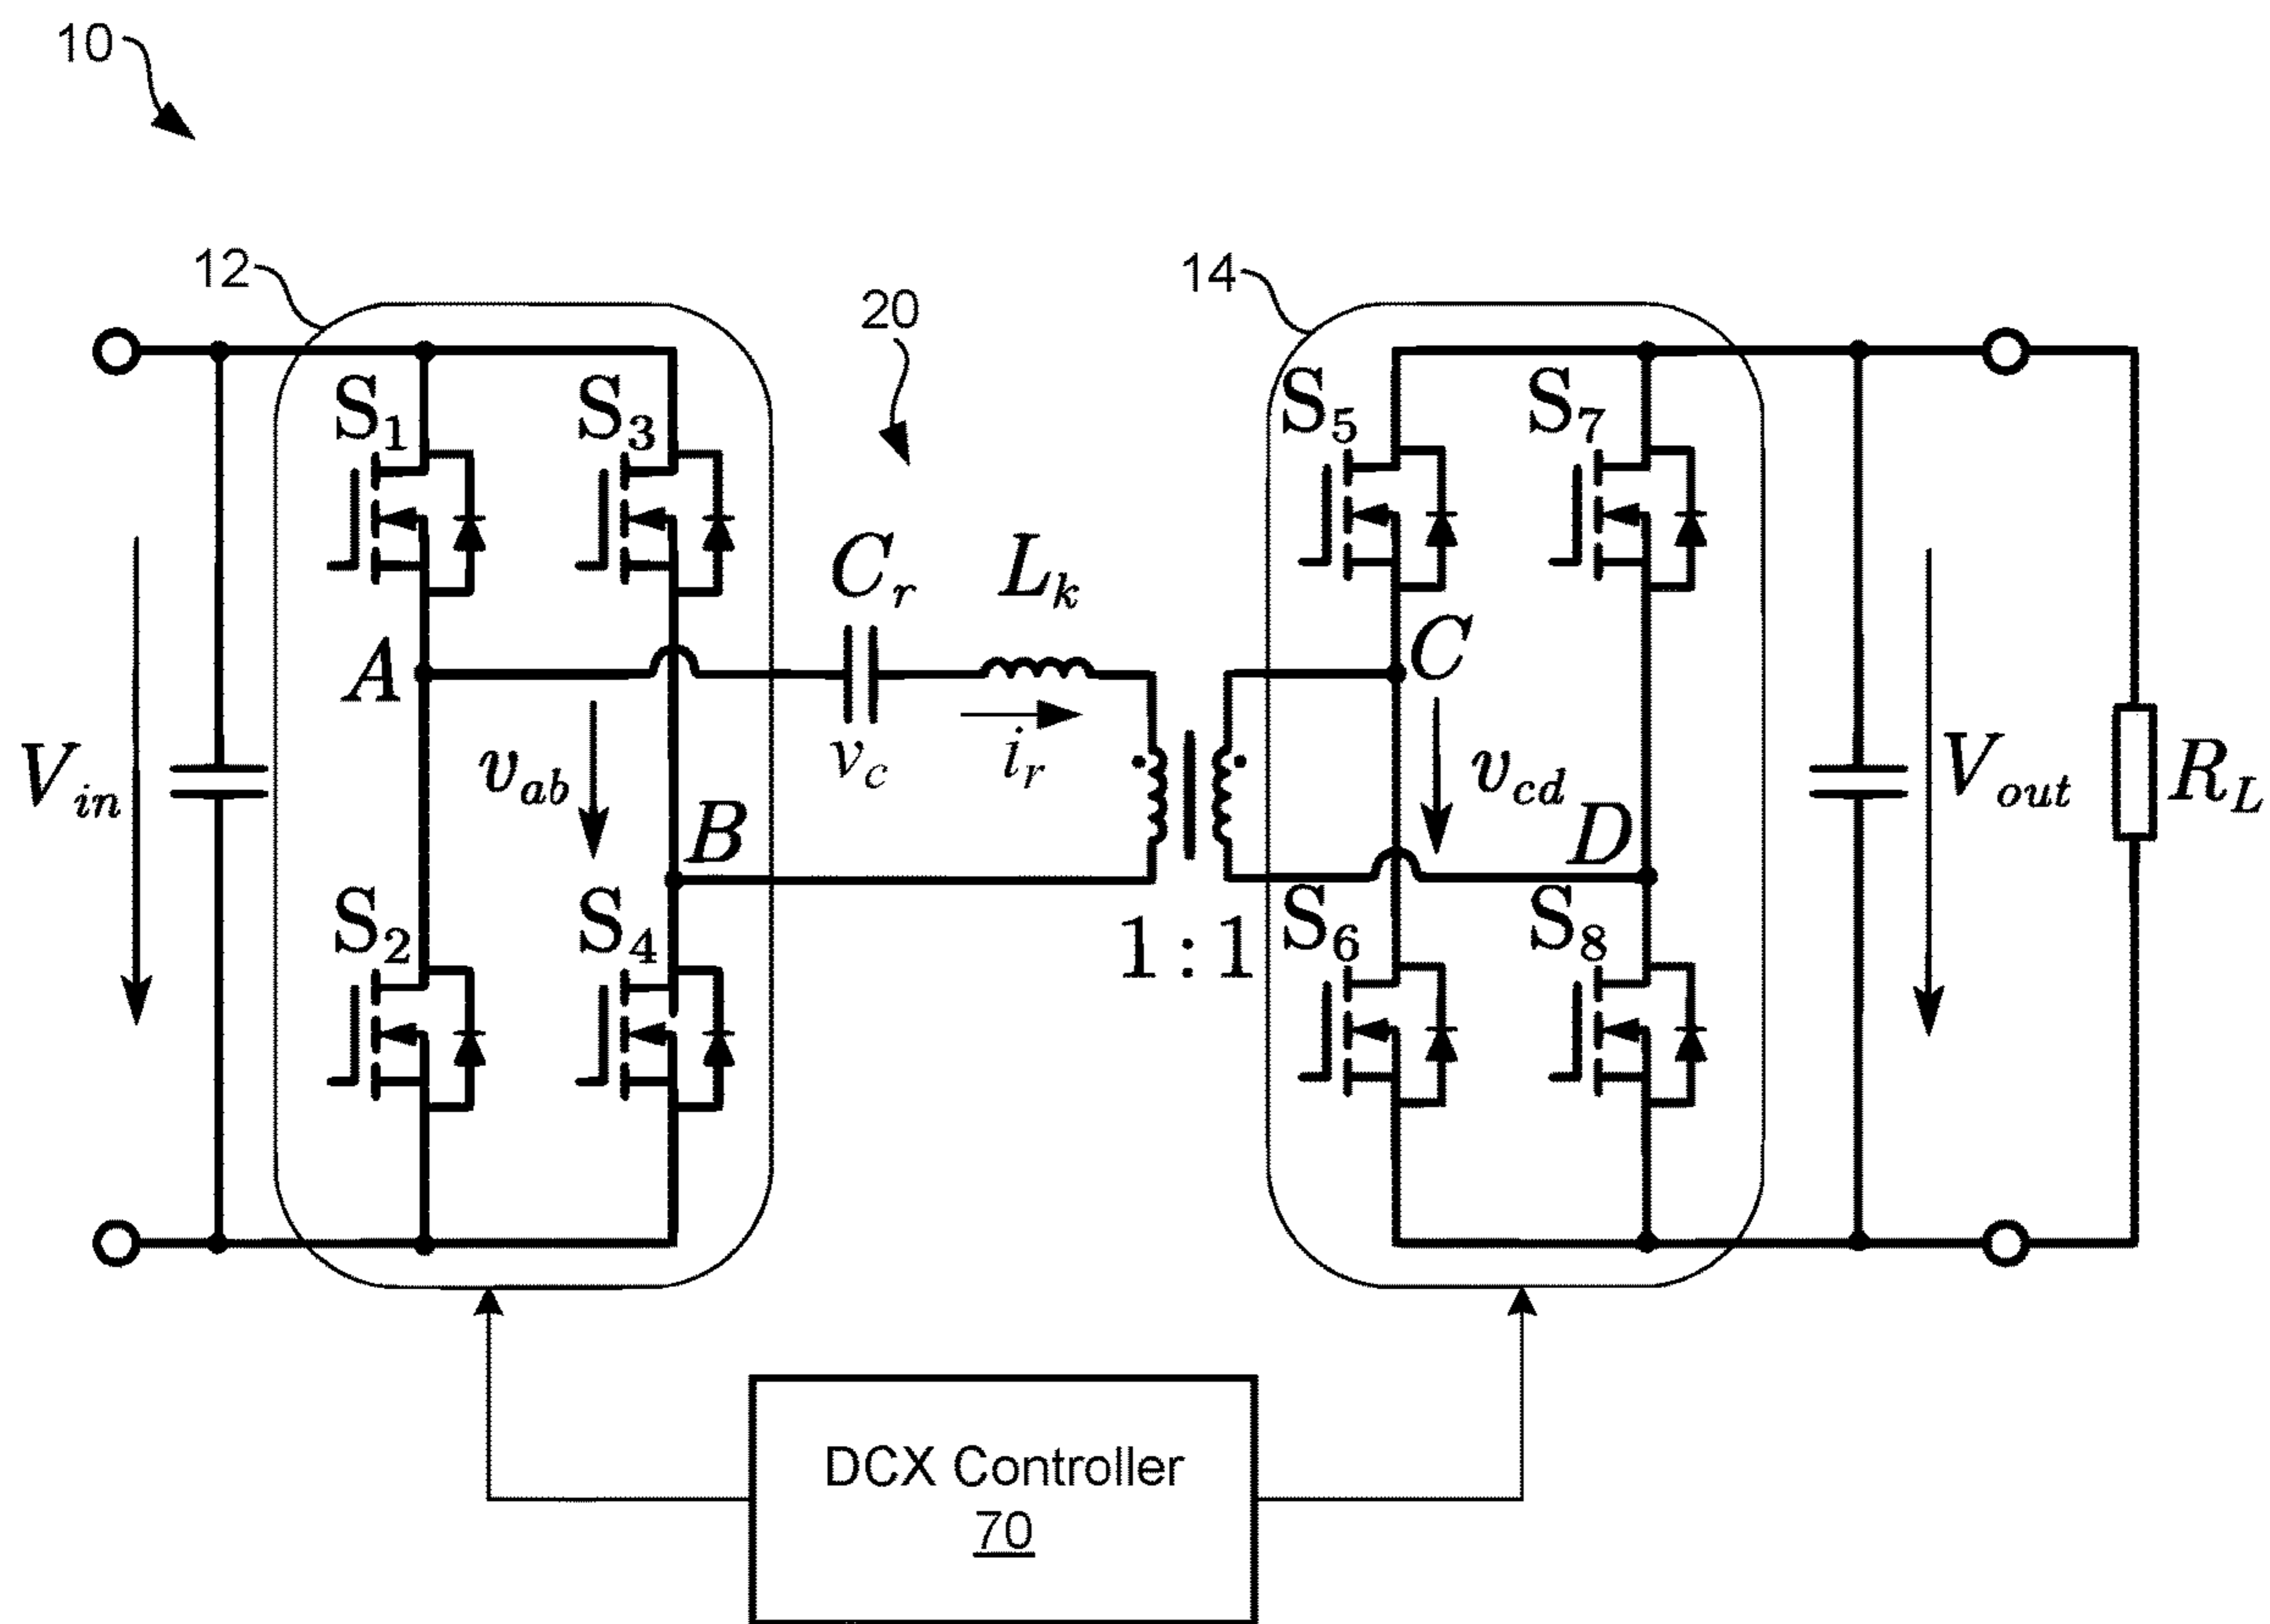 10
12
14
20
S1
S3
S5
S7
Cr
Lk
A
C
Vin
vab
vc
ir
vcd
Vout
RL
B
D
S2
S4
1:1
S6
S8
DCX Controller
70